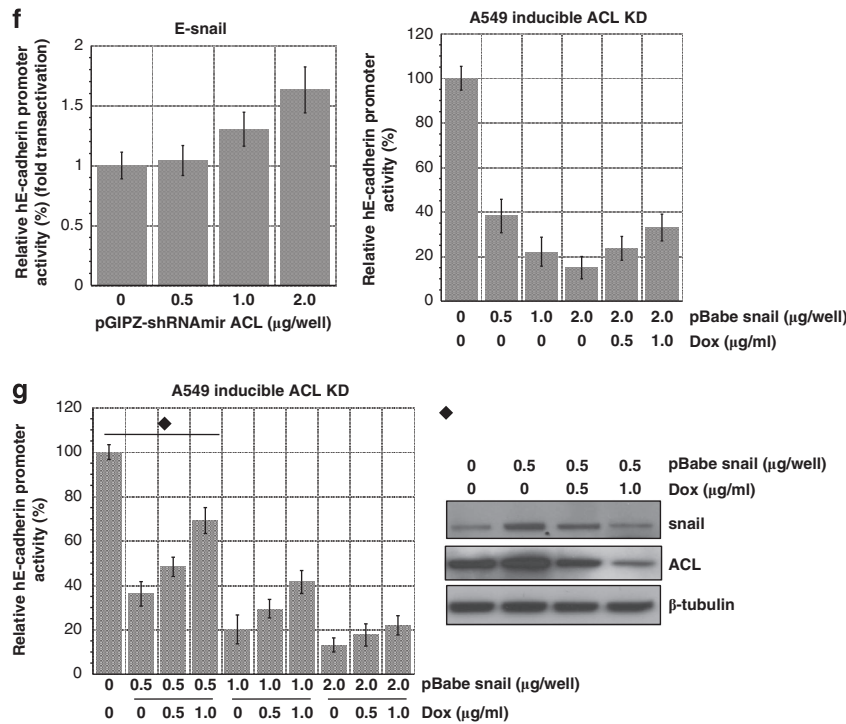 f
E-snail
Relative hE-cadherin promoter
activity (%) (fold transactivation)
2
1.5
1
0.5
0
0 0.5 1.0 2.0
pGIPZ-shRNAmir ACL (μg/well)
A549 inducible ACL KD
Relative hE-cadherin promoter
activity (%)
120
100
80
60
40
20
0
0 0.5 1.0 2.0 2.0 2.0 pBabe snail (μg/well)
0 0 0 0 0.5 1.0 Dox (μg/ml)
g
A549 inducible ACL KD
Relative hE-cadherin promoter
activity (%)
120
100
80
60
40
20
0
0 0.5 0.5 0.5 1.0 1.0 1.0 2.0 2.0 2.0 pBabe snail (μg/well)
0 0 0.5 1.0 0 0.5 1.0 0 0.5 1.0 Dox (μg/ml)
0 0.5 0.5 0.5 pBabe snail (μg/well)
0 0 0.5 1.0 Dox (μg/ml)
snail
ACL
β-tubulin